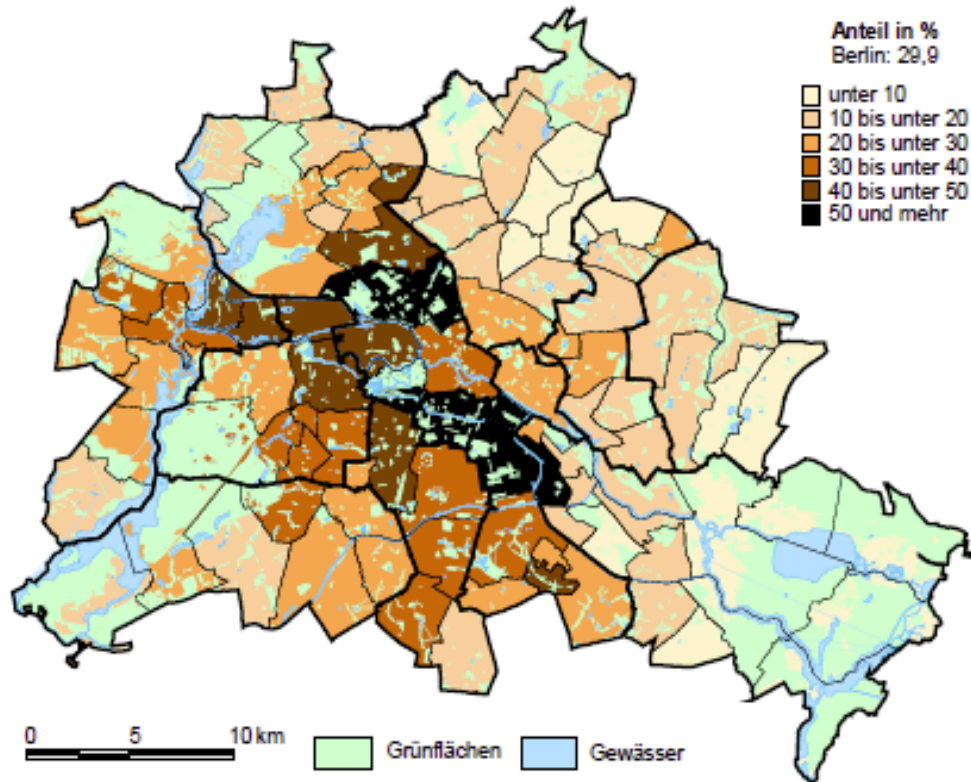 Anteil in %
Berlin: 29,9
unter 10
10 bis unter 20
20 bis unter 30
30 bis unter 40
40 bis unter 50
50 und mehr
0 5 10 km
Grünflächen
Gewässer